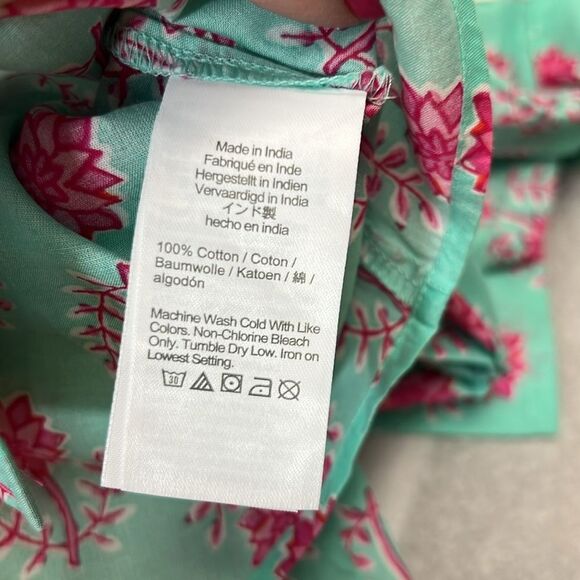 Made in India
Fabriqué en Inde
Hergestellt in Indien
Vervaardigd in India
インド製
hecho en india
100% Cotton / Coton /
Baumwolle / Katoen / 綿 /
algodón
Machine Wash Cold With Like
Colors. Non-Chlorine Bleach
Only. Tumble Dry Low. Iron on
Lowest Setting.
30